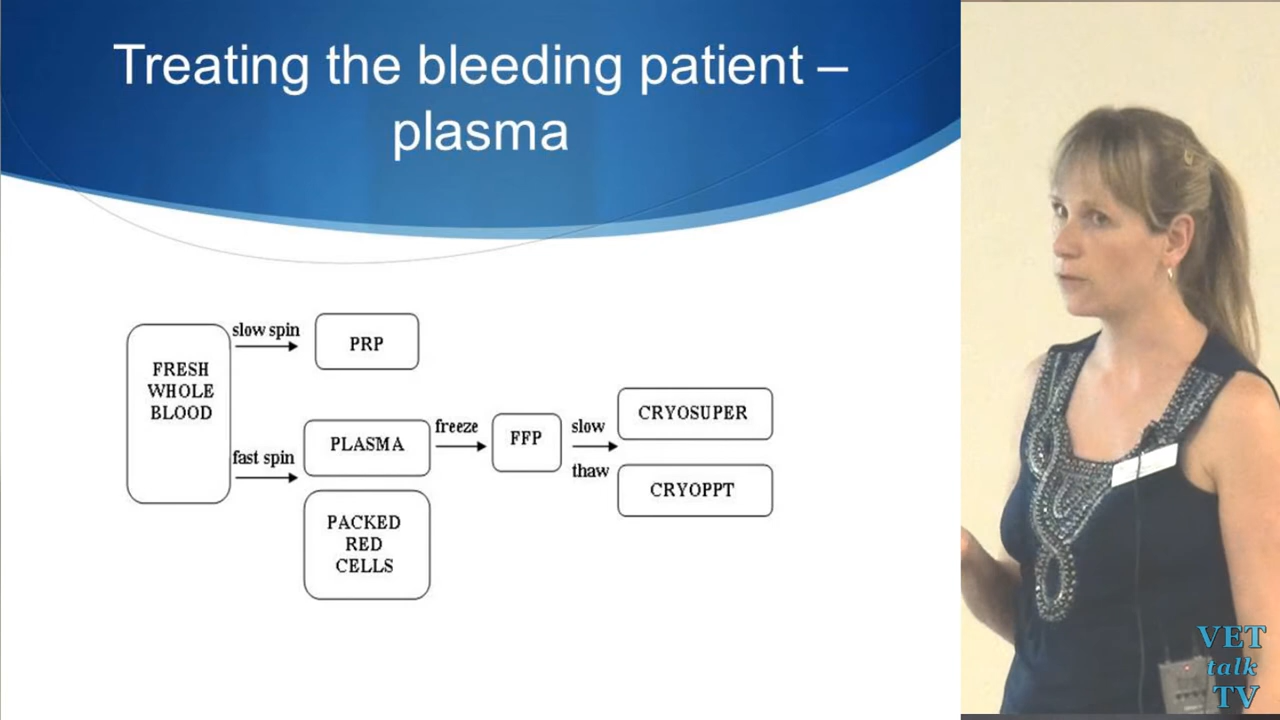 Treating the bleeding patient –
plasma
FRESH
WHOLE
BLOOD
slow spin
PRP
fast spin
PLASMA
PACKED
RED
CELLS
freeze
FFP
slow
thaw
CRYOSUPER
CRYOPPT
VET
talk
TV